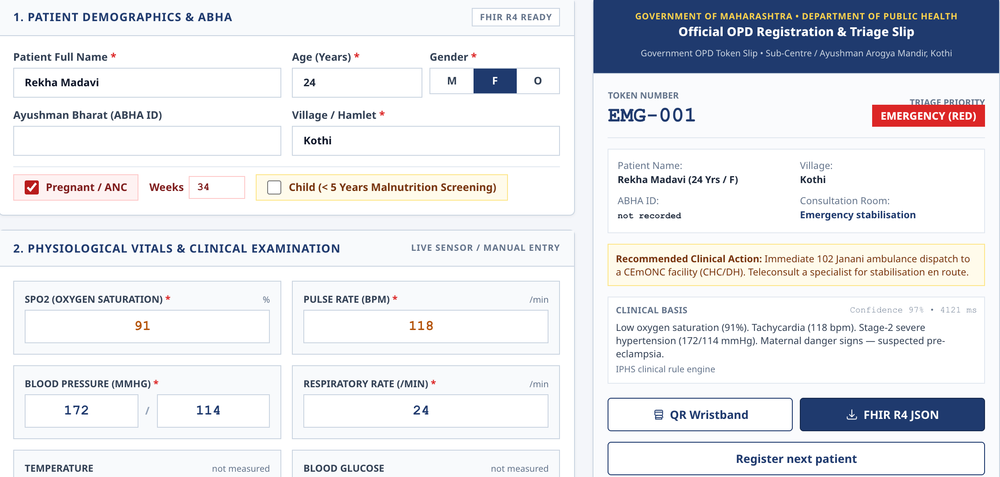 1. PATIENT DEMOGRAPHICS & ABHA
FHIR R4 READY
Patient Full Name *
Age (Years) *
Gender *
Rekha Madavi
24
M
F
O
Ayushman Bharat (ABHA ID)
Village / Hamlet *
Kothi
Pregnant / ANC
Weeks
34
Child (< 5 Years Malnutrition Screening)
2. PHYSIOLOGICAL VITALS & CLINICAL EXAMINATION
LIVE SENSOR / MANUAL ENTRY
SPO2 (OXYGEN SATURATION) *
%
91
PULSE RATE (BPM) *
/min
118
BLOOD PRESSURE (MMHG) *
172
/
114
RESPIRATORY RATE (/MIN) *
/min
24
TEMPERATURE
not measured
BLOOD GLUCOSE
not measured
GOVERNMENT OF MAHARASHTRA • DEPARTMENT OF PUBLIC HEALTH
Official OPD Registration & Triage Slip
Government OPD Token Slip • Sub-Centre / Ayushman Arogya Mandir, Kothi
TOKEN NUMBER
EMG-001
TRIAGE PRIORITY
EMERGENCY (RED)
Patient Name:
Rekha Madavi (24 Yrs / F)
Village:
Kothi
ABHA ID:
not recorded
Consultation Room:
Emergency stabilisation
Recommended Clinical Action: Immediate 102 Janani ambulance dispatch to
a CEmONC facility (CHC/DH). Teleconsult a specialist for stabilisation en route.
CLINICAL BASIS
Confidence 97% • 4121 ms
Low oxygen saturation (91%). Tachycardia (118 bpm). Stage-2 severe
hypertension (172/114 mmHg). Maternal danger signs — suspected pre-
eclampsia.
IPHS clinical rule engine
QR Wristband
FHIR R4 JSON
Register next patient